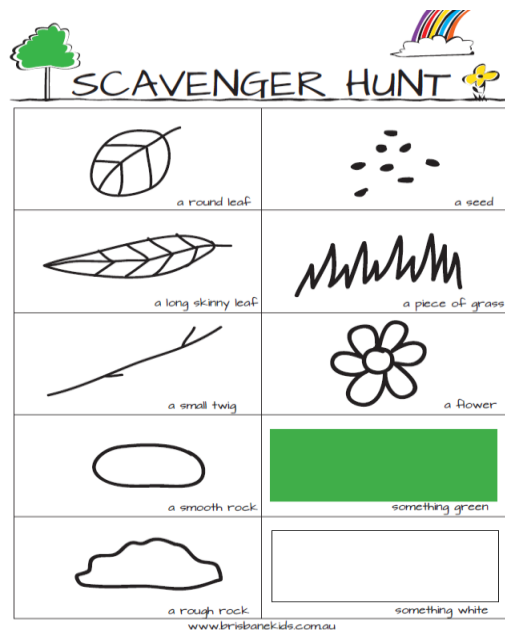 SCAVENGER HUNT
a round leaf
a seed
a long skinny leaf
a piece of grass
a small twig
a flower
a smooth rock
something green
a rough rock
something white
www.brisbanekids.com.au